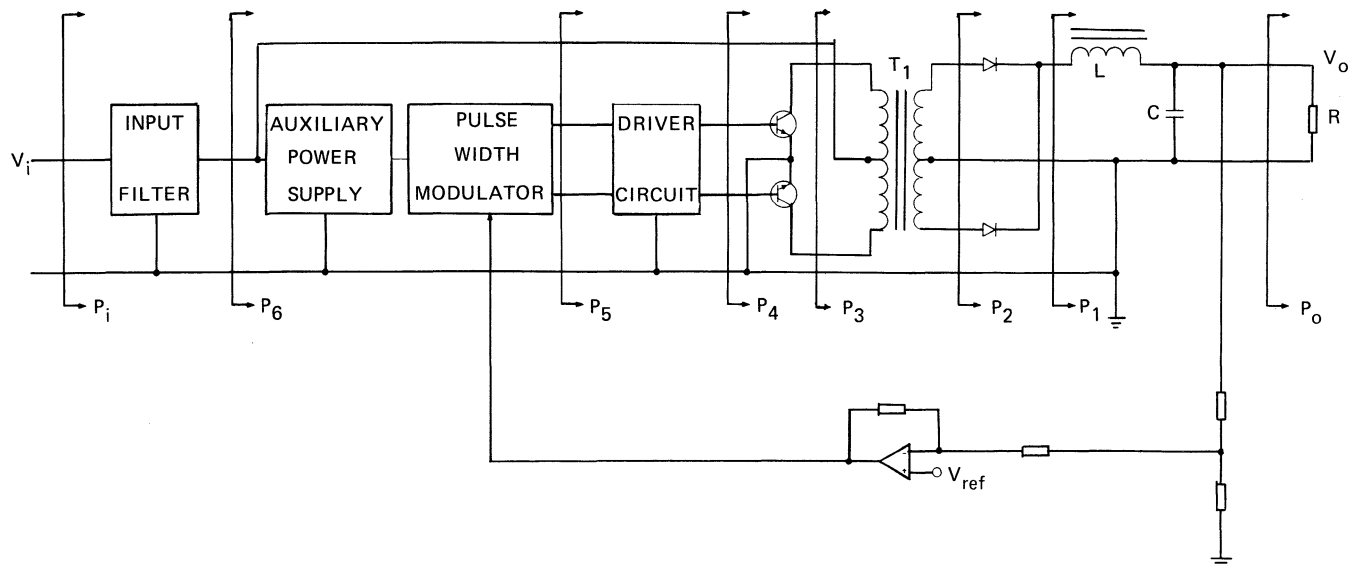 T1
Vo
L
C
R
INPUT
FILTER
AUXILIARY
POWER
SUPPLY
PULSE
WIDTH
MODULATOR
DRIVER
CIRCUIT
Vi
Pi
P6
P5
P4
P3
P2
P1
Po
-
+
Vref